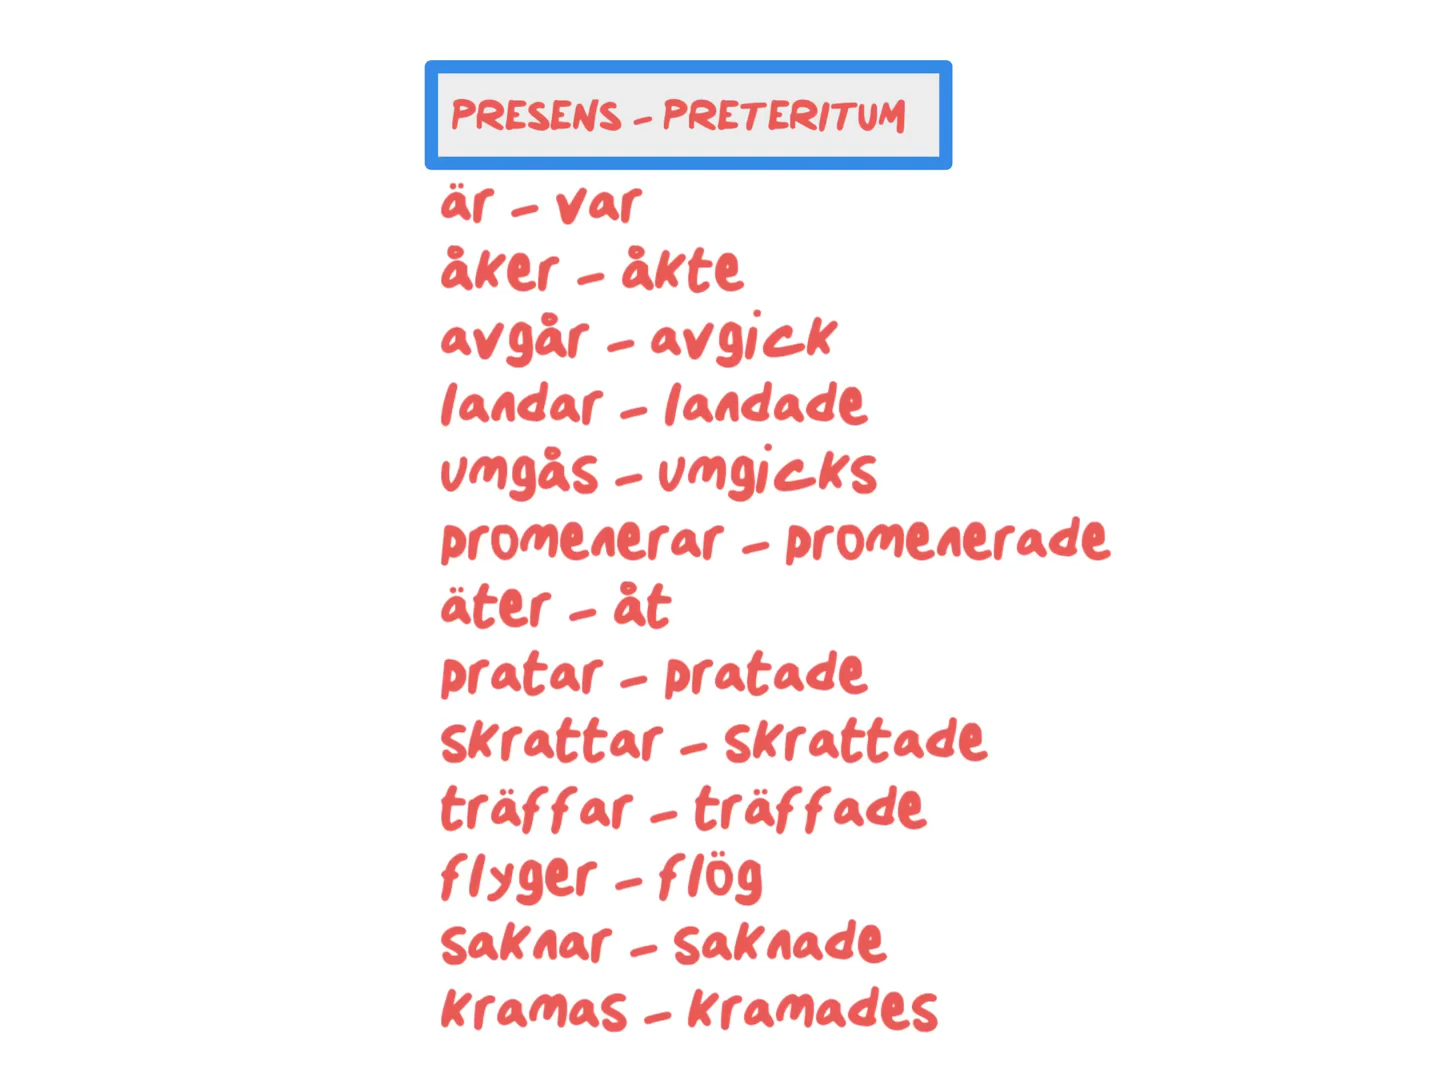 PRESENS - PRETERITUM
är - var
åker - åkte
avgår - avgick
landar - landade
umgås - umgicks
promenerar - promenerade
äter - åt
pratar - pratade
skrattar - skrattade
träffar - träffade
flyger - flög
saknar - saknade
kramas - kramades